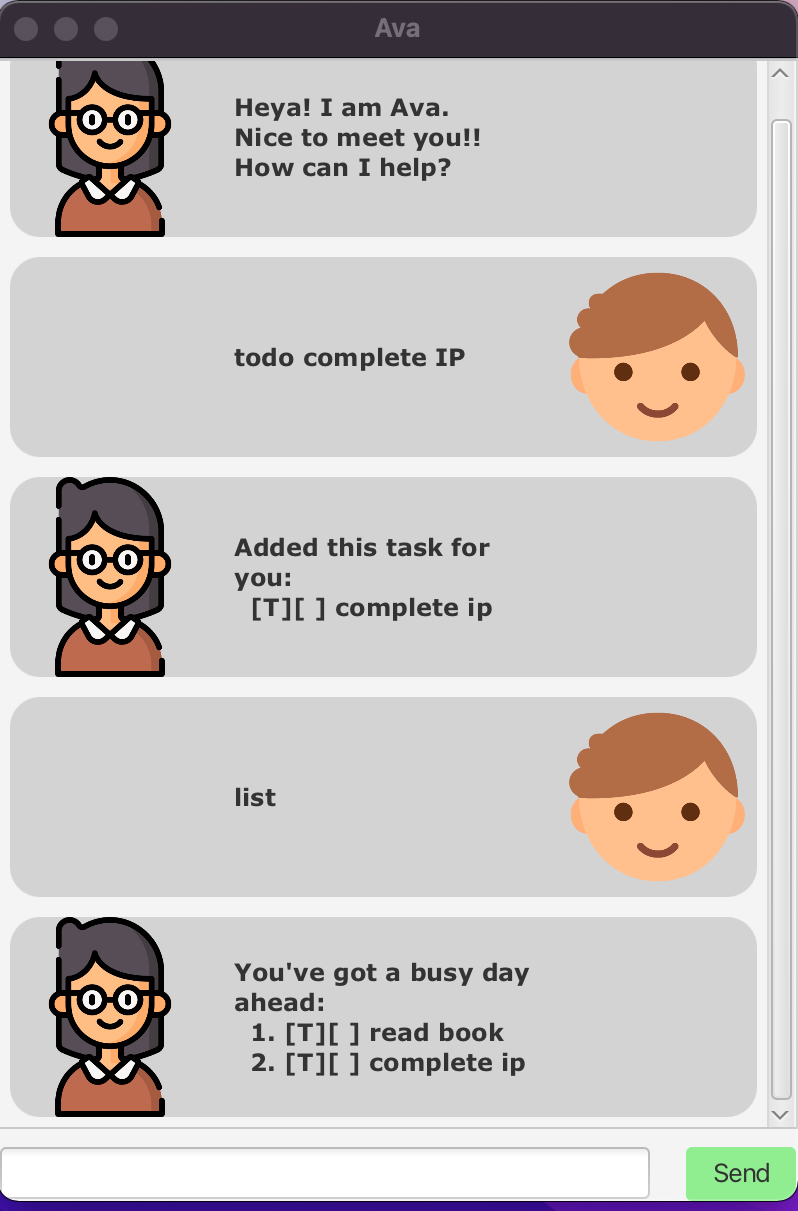 Ava
Heya! I am Ava.
Nice to meet you!!
How can I help?
todo complete IP
Added this task for
you:
[T][ ] complete ip
list
You've got a busy day
ahead:
1. [T][ ] read book
2. [T][ ] complete ip
Send